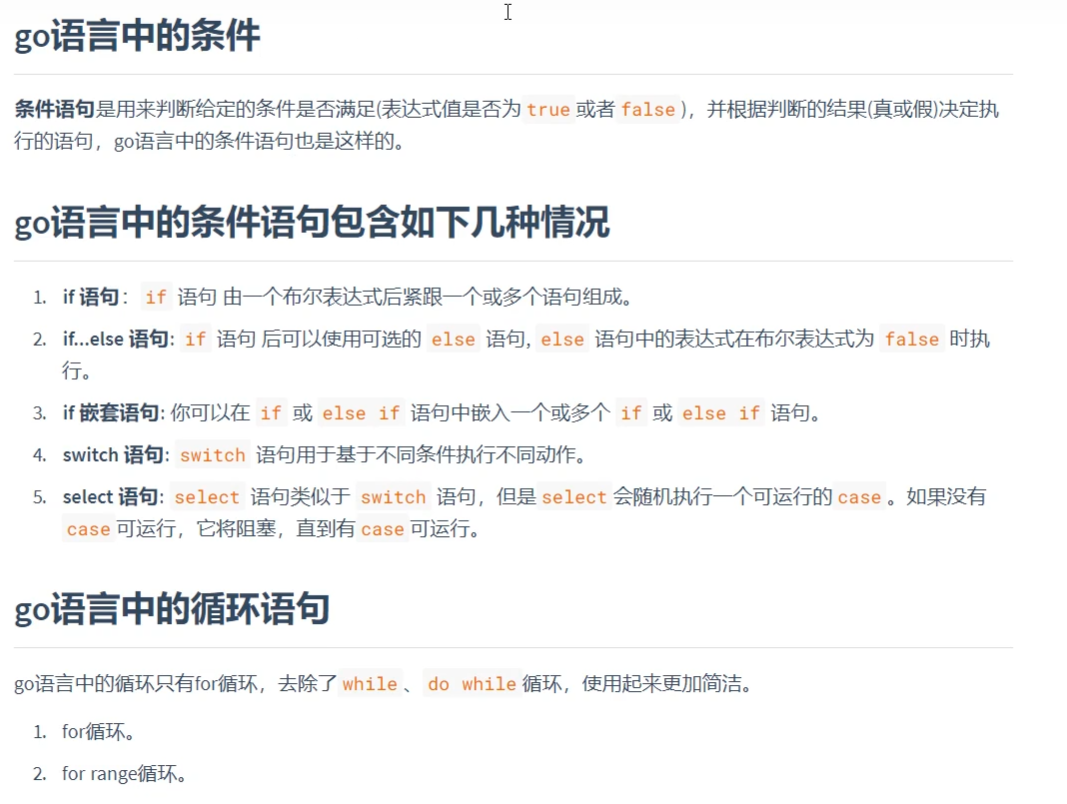 go语言中的条件
条件语句是用来判断给定的条件是否满足(表达式值是否为 true 或者 false )，并根据判断的结果(真或假)决定执
行的语句，go语言中的条件语句也是这样的。
go语言中的条件语句包含如下几种情况
1. if 语句： if 语句 由一个布尔表达式后紧跟一个或多个语句组成。
2. if...else 语句: if 语句 后可以使用可选的 else 语句, else 语句中的表达式在布尔表达式为 false 时执
行。
3. if 嵌套语句: 你可以在 if 或 else if 语句中嵌入一个或多个 if 或 else if 语句。
4. switch 语句: switch 语句用于基于不同条件执行不同动作。
5. select 语句: select 语句类似于 switch 语句，但是 select 会随机执行一个可运行的 case 。如果没有
case 可运行，它将阻塞，直到有 case 可运行。
go语言中的循环语句
go语言中的循环只有for循环，去除了 while 、 do while 循环，使用起来更加简洁。
1. for循环。
2. for range循环。